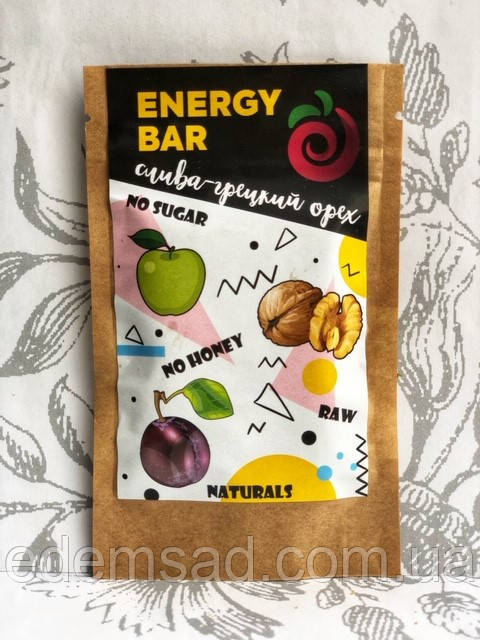 ENERGY
BAR
слива-грецкий орех
NO SUGAR
NO HONEY
RAW
NATURALS
edemsad.com.ua